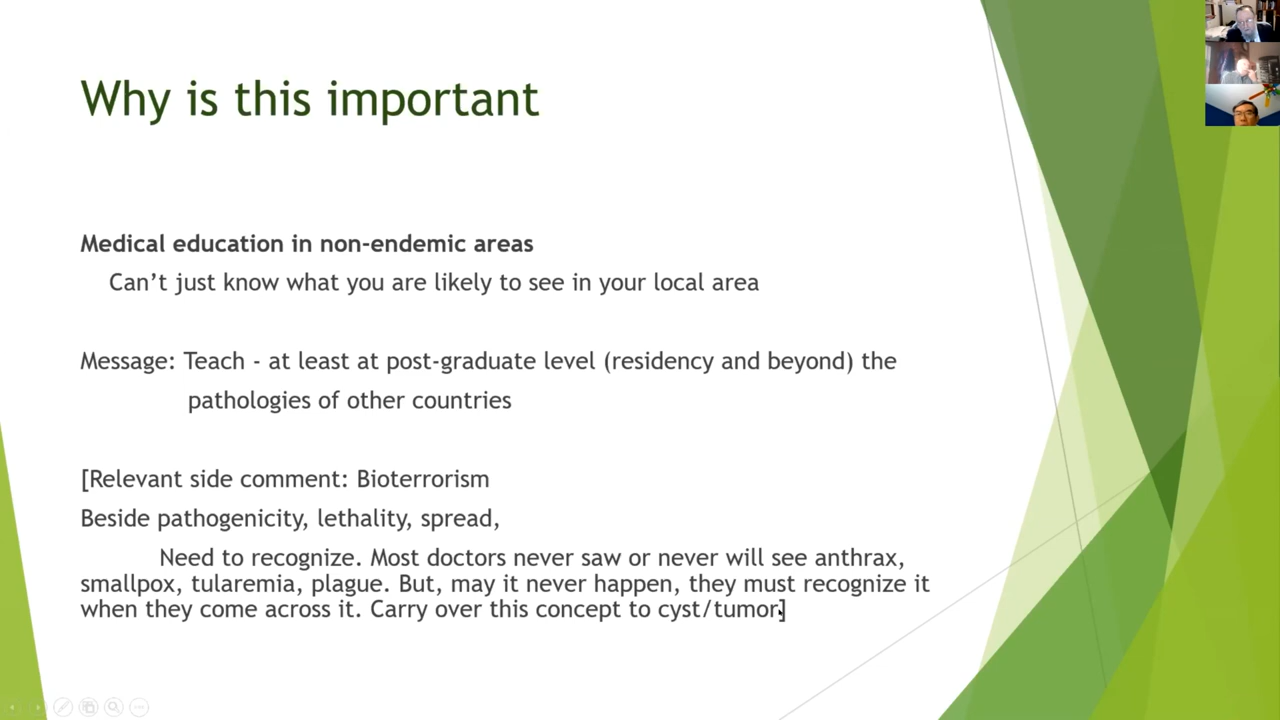 Why is this important
Medical education in non-endemic areas
Can’t just know what you are likely to see in your local area
Message: Teach - at least at post-graduate level (residency and beyond) the
pathologies of other countries
[Relevant side comment: Bioterrorism
Beside pathogenicity, lethality, spread,
Need to recognize. Most doctors never saw or never will see anthrax,
smallpox, tularemia, plague. But, may it never happen, they must recognize it
when they come across it. Carry over this concept to cyst/tumor]